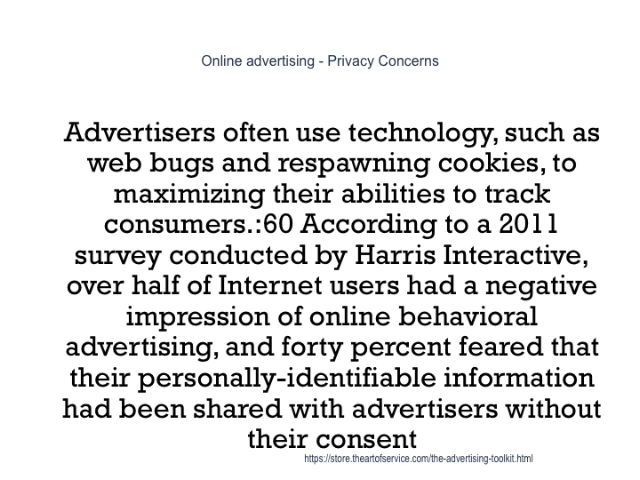 Online advertising - Privacy Concerns
Advertisers often use technology, such as
web bugs and respawning cookies, to
maximizing their abilities to track
consumers.:60 According to a 2011
survey conducted by Harris Interactive,
over half of Internet users had a negative
impression of online behavioral
advertising, and forty percent feared that
their personally-identifiable information
had been shared with advertisers without
their consent
https://store.theartofservice.com/the-advertising-toolkit.html